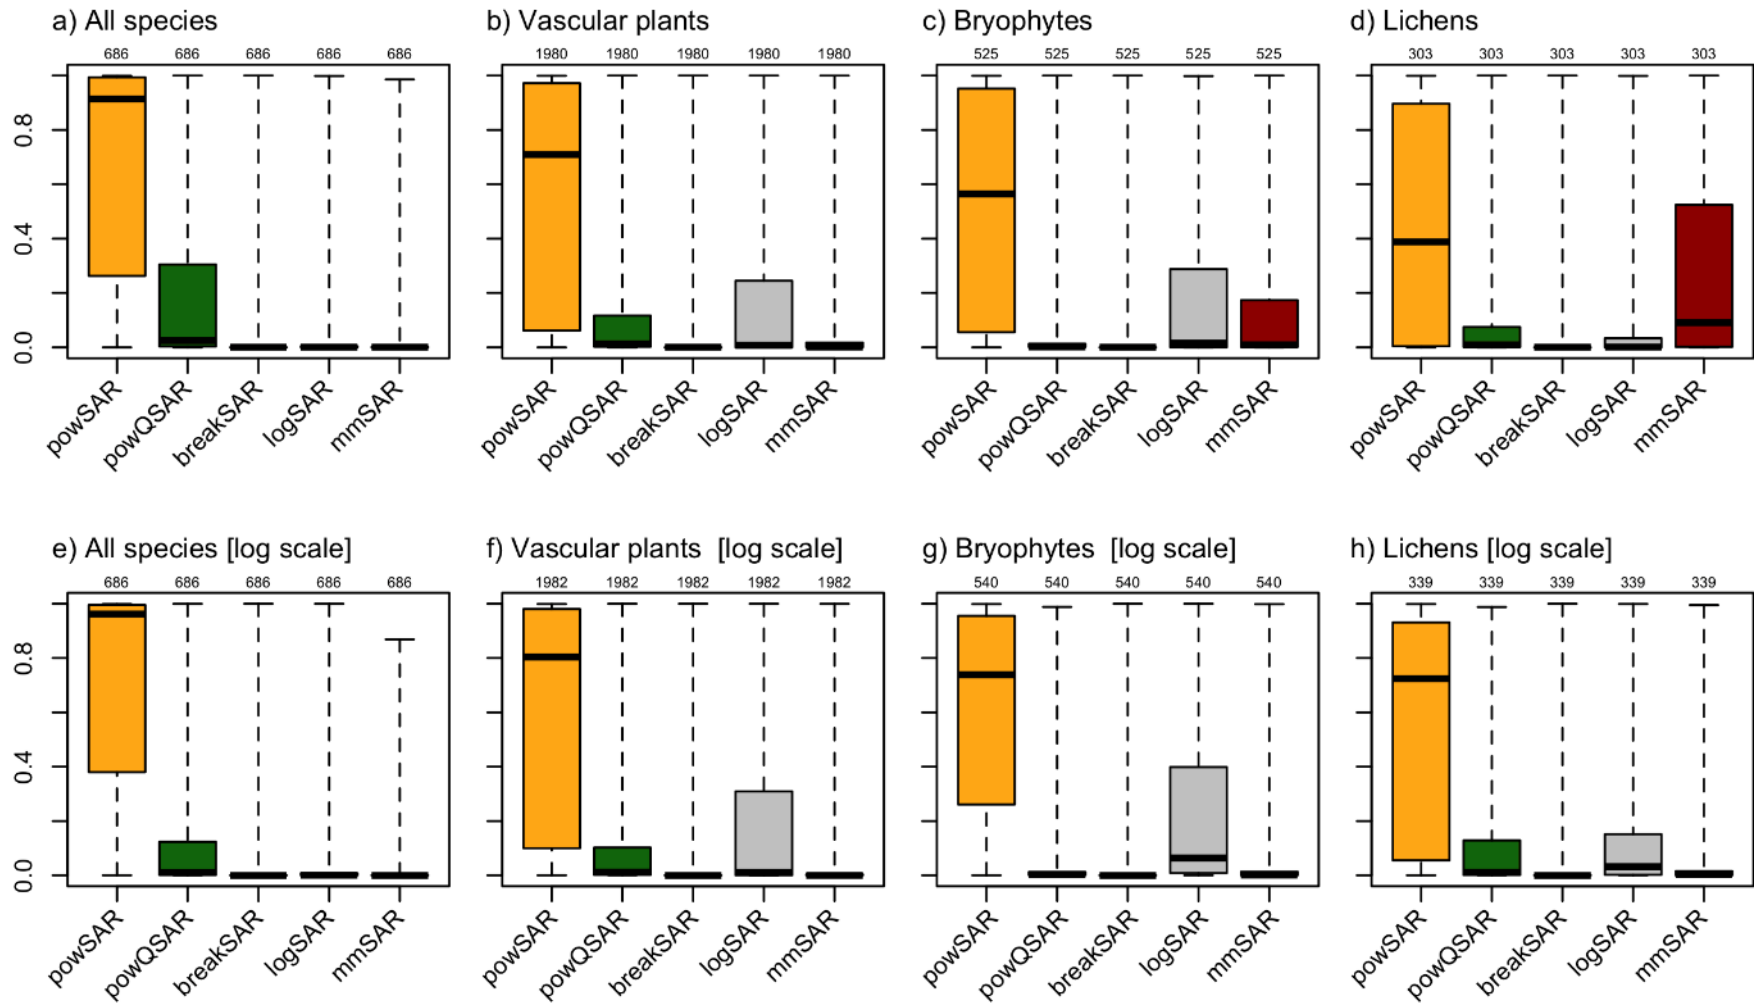 a) All species
b) Vascular plants
c) Bryophytes
d) Lichens
686 686 686 686 686
1980 1980 1980 1980 1980
525 525 525 525 525
303 303 303 303 303
0.8
0.4
0.0
powSAR powQSAR breakSAR logSAR mmSAR
powSAR powQSAR breakSAR logSAR mmSAR
powSAR powQSAR breakSAR logSAR mmSAR
powSAR powQSAR breakSAR logSAR mmSAR
e) All species [log scale]
f) Vascular plants [log scale]
g) Bryophytes [log scale]
h) Lichens [log scale]
686 686 686 686 686
1982 1982 1982 1982 1982
540 540 540 540 540
339 339 339 339 339
0.8
0.4
0.0
powSAR powQSAR breakSAR logSAR mmSAR
powSAR powQSAR breakSAR logSAR mmSAR
powSAR powQSAR breakSAR logSAR mmSAR
powSAR powQSAR breakSAR logSAR mmSAR